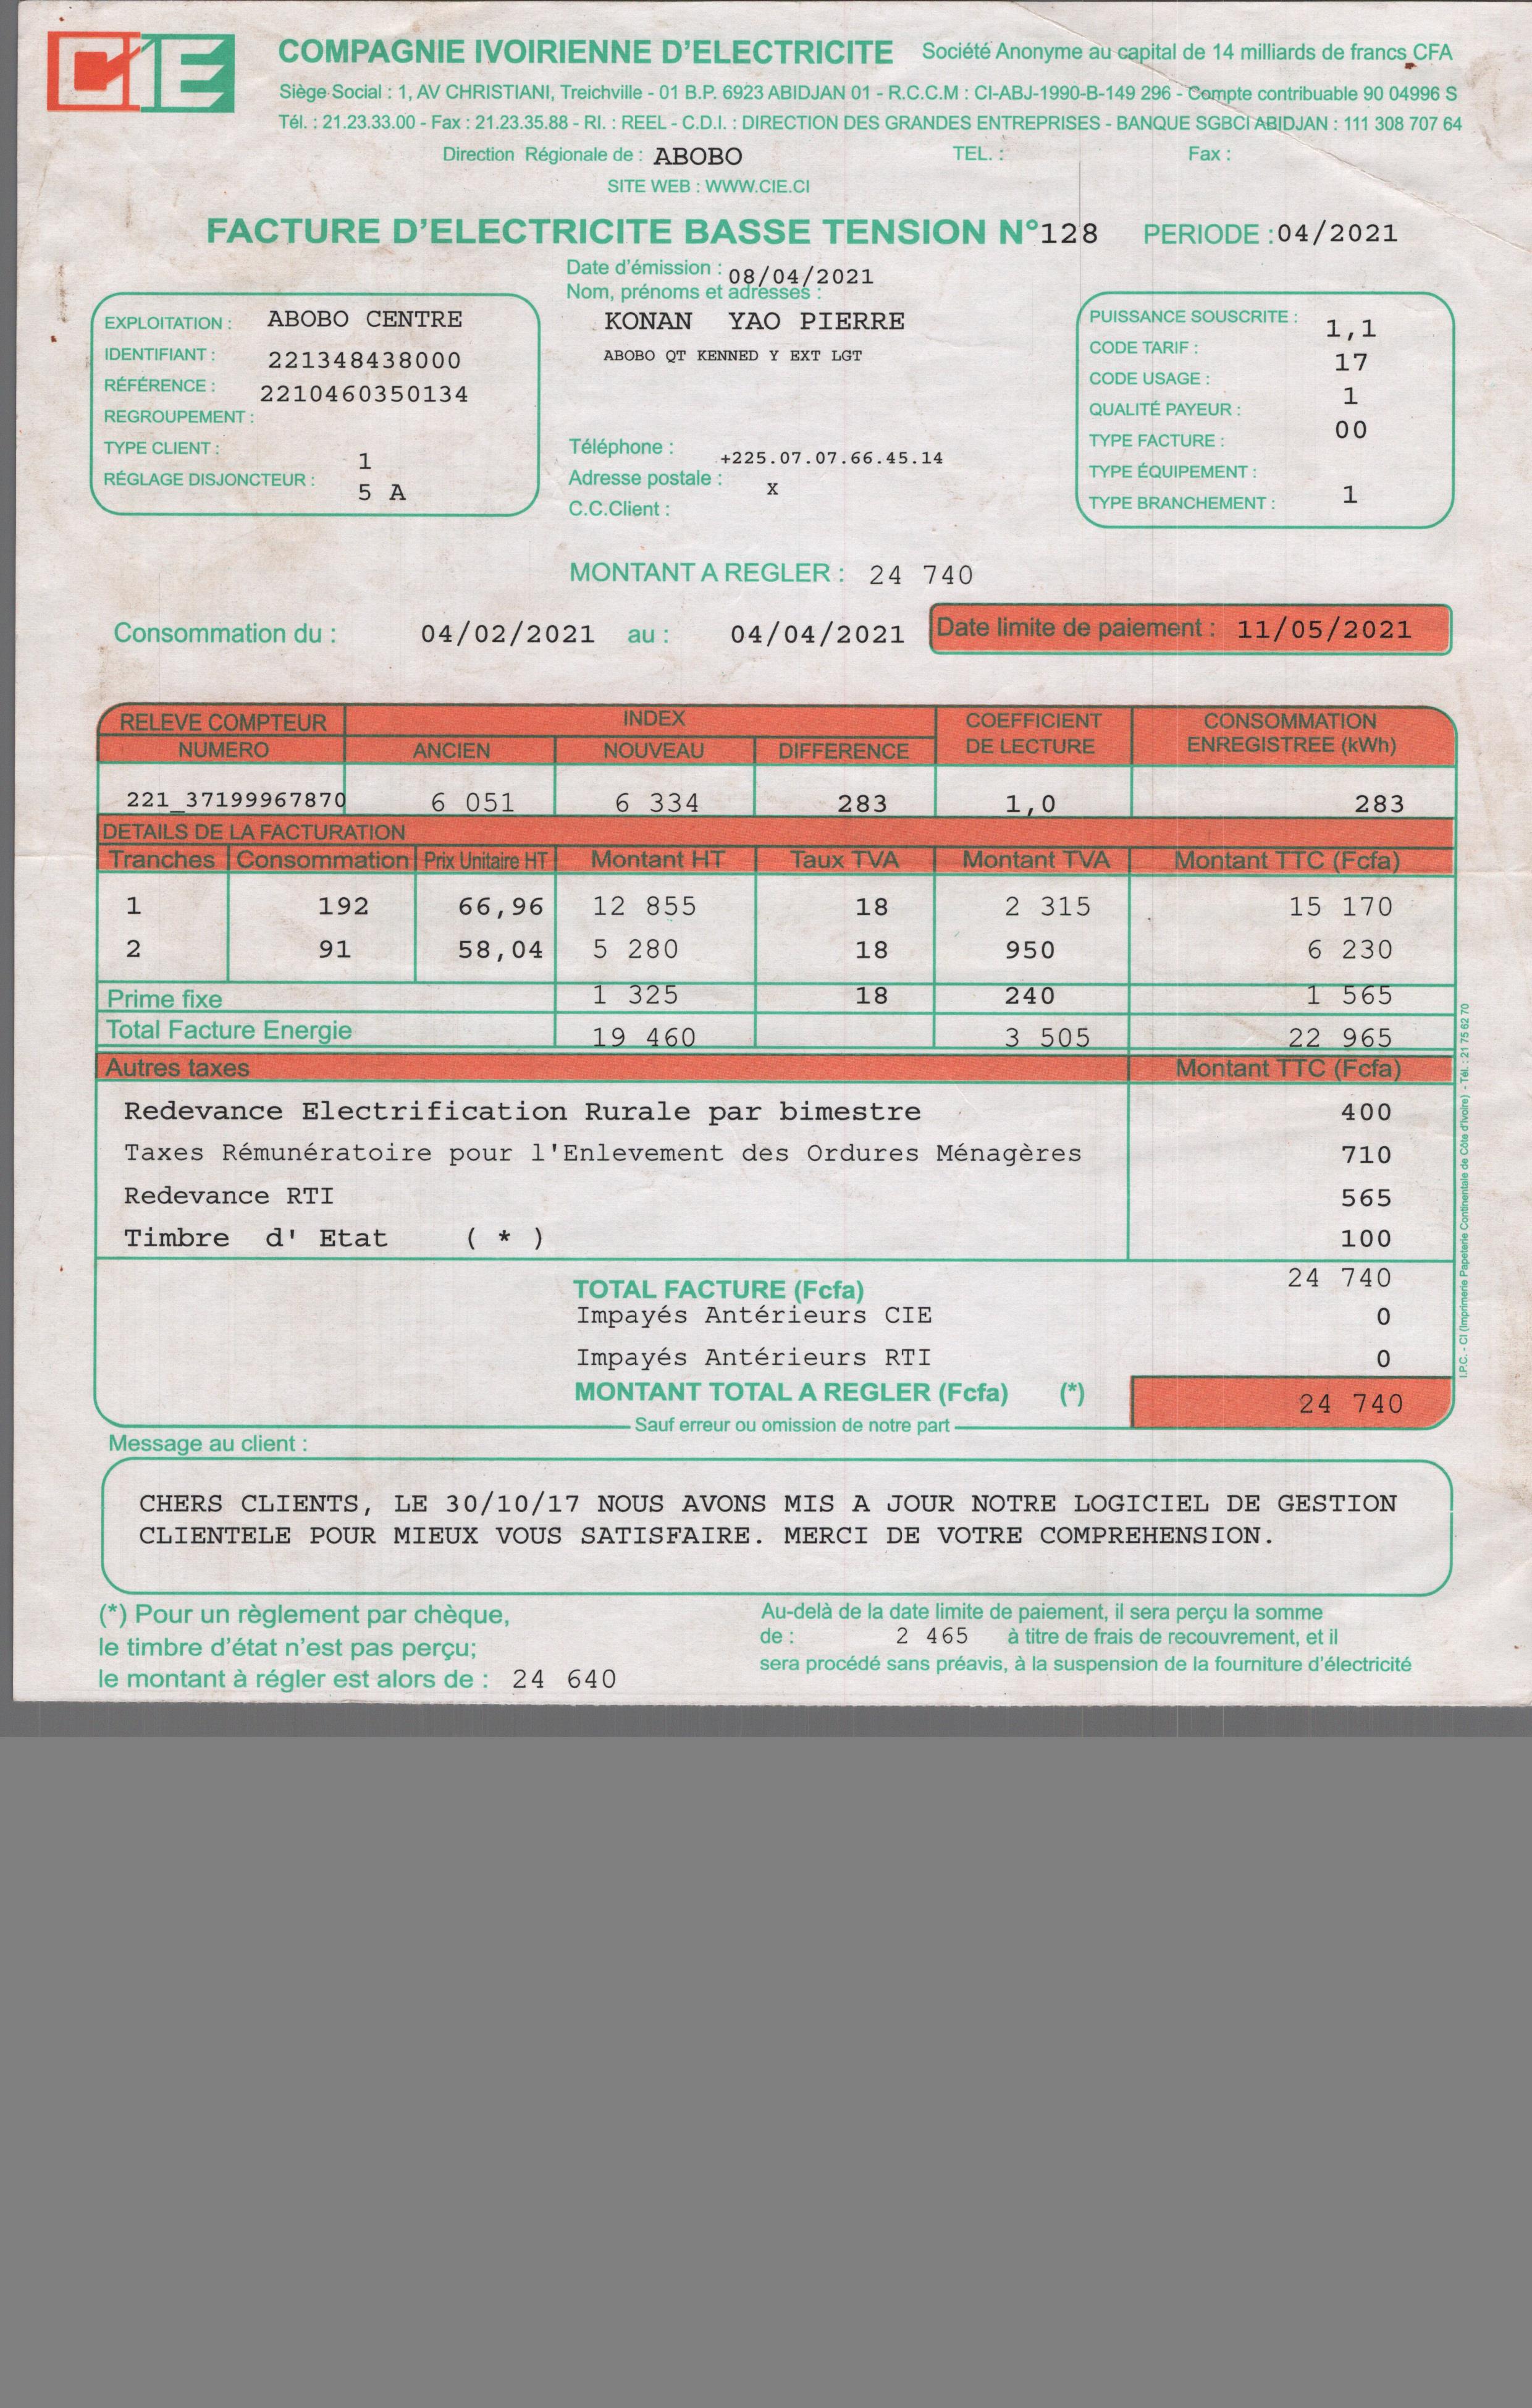 CIE
COMPAGNIE IVOIRIENNE D'ELECTRICITE Société Anonyme au capital de 14 milliards de francs CFA
Siège Social : 1, AV CHRISTIANI, Treichville - 01 B.P. 6923 ABIDJAN 01 - R.C.C.M : CI-ABJ-1990-B-149 296 - Compte contribuable 90 04996 S
Tél. : 21.23.33.00 - Fax : 21.23.35.88 - RI. : REEL - C.D.I. : DIRECTION DES GRANDES ENTREPRISES - BANQUE SGBCI ABIDJAN : 111 308 707 64
Direction Régionale de : ABOBO TEL. : Fax :
SITE WEB : WWW.CIE.CI
FACTURE D'ELECTRICITE BASSE TENSION N°128 PERIODE : 04/2021
Date d'émission : 08/04/2021
Nom, prénoms et adresses :
KONAN YAO PIERRE
ABOBO QT KENNED Y EXT LGT
EXPLOITATION : ABOBO CENTRE
IDENTIFIANT : 221348438000
RÉFÉRENCE : 2210460350134
REGROUPEMENT :
TYPE CLIENT : 1
RÉGLAGE DISJONCTEUR : 5 A
Téléphone : +225.07.07.66.45.14
Adresse postale : X
C.C.Client :
PUISSANCE SOUSCRITE : 1,1
CODE TARIF : 17
CODE USAGE : 1
QUALITÉ PAYEUR : 00
TYPE FACTURE :
TYPE ÉQUIPEMENT :
TYPE BRANCHEMENT : 1
MONTANT A REGLER : 24 740
Consommation du : 04/02/2021 au : 04/04/2021 Date limite de paiement : 11/05/2021
RELEVE COMPTEUR INDEX COEFFICIENT CONSOMMATION
NUMERO ANCIEN NOUVEAU DIFFERENCE DE LECTURE ENREGISTREE (kWh)
221_37199967870 6 051 6 334 283 1,0 283
DETAILS DE LA FACTURATION
Tranches Consommation Prix Unitaire HT Montant HT Taux TVA Montant TVA Montant TTC (Fcfa)
1 192 66,96 12 855 18 2 315 15 170
2 91 58,04 5 280 18 950 6 230
Prime fixe 1 325 18 240 1 565
Total Facture Energie 19 460 3 505 22 965
Autres taxes Montant TTC (Fcfa)
Redevance Electrification Rurale par bimestre 400
Taxes Rémunératoire pour l'Enlevement des Ordures Ménagères 710
Redevance RTI 565
Timbre d' Etat ( * ) 100
TOTAL FACTURE (Fcfa) 24 740
Impayés Antérieurs CIE 0
Impayés Antérieurs RTI 0
MONTANT TOTAL A REGLER (Fcfa) (*) 24 740
Sauf erreur ou omission de notre part
I.P.C. - CI (Imprimerie Papeterie Continentale de Côte d'Ivoire) - Tél. : 21 75 62 70
Message au client :
CHERS CLIENTS, LE 30/10/17 NOUS AVONS MIS A JOUR NOTRE LOGICIEL DE GESTION
CLIENTELE POUR MIEUX VOUS SATISFAIRE. MERCI DE VOTRE COMPREHENSION.
(*) Pour un règlement par chèque,
le timbre d'état n'est pas perçu;
le montant à régler est alors de : 24 640
Au-delà de la date limite de paiement, il sera perçu la somme
de : 2 465 à titre de frais de recouvrement, et il
sera procédé sans préavis, à la suspension de la fourniture d'électricité